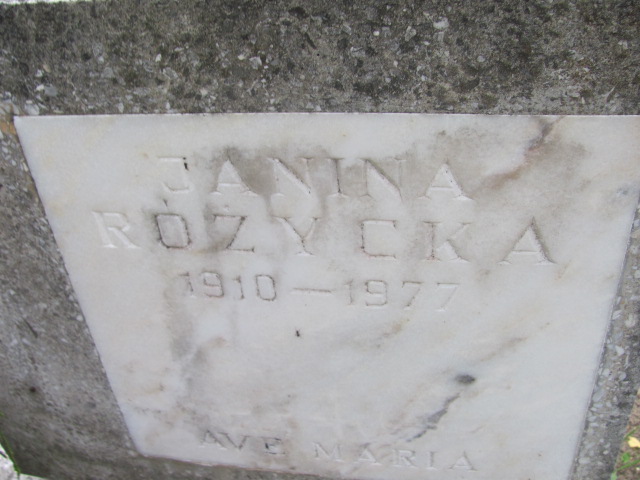 JANINA
RÓŻYCKA
1910 — 1977
AVE MARIA